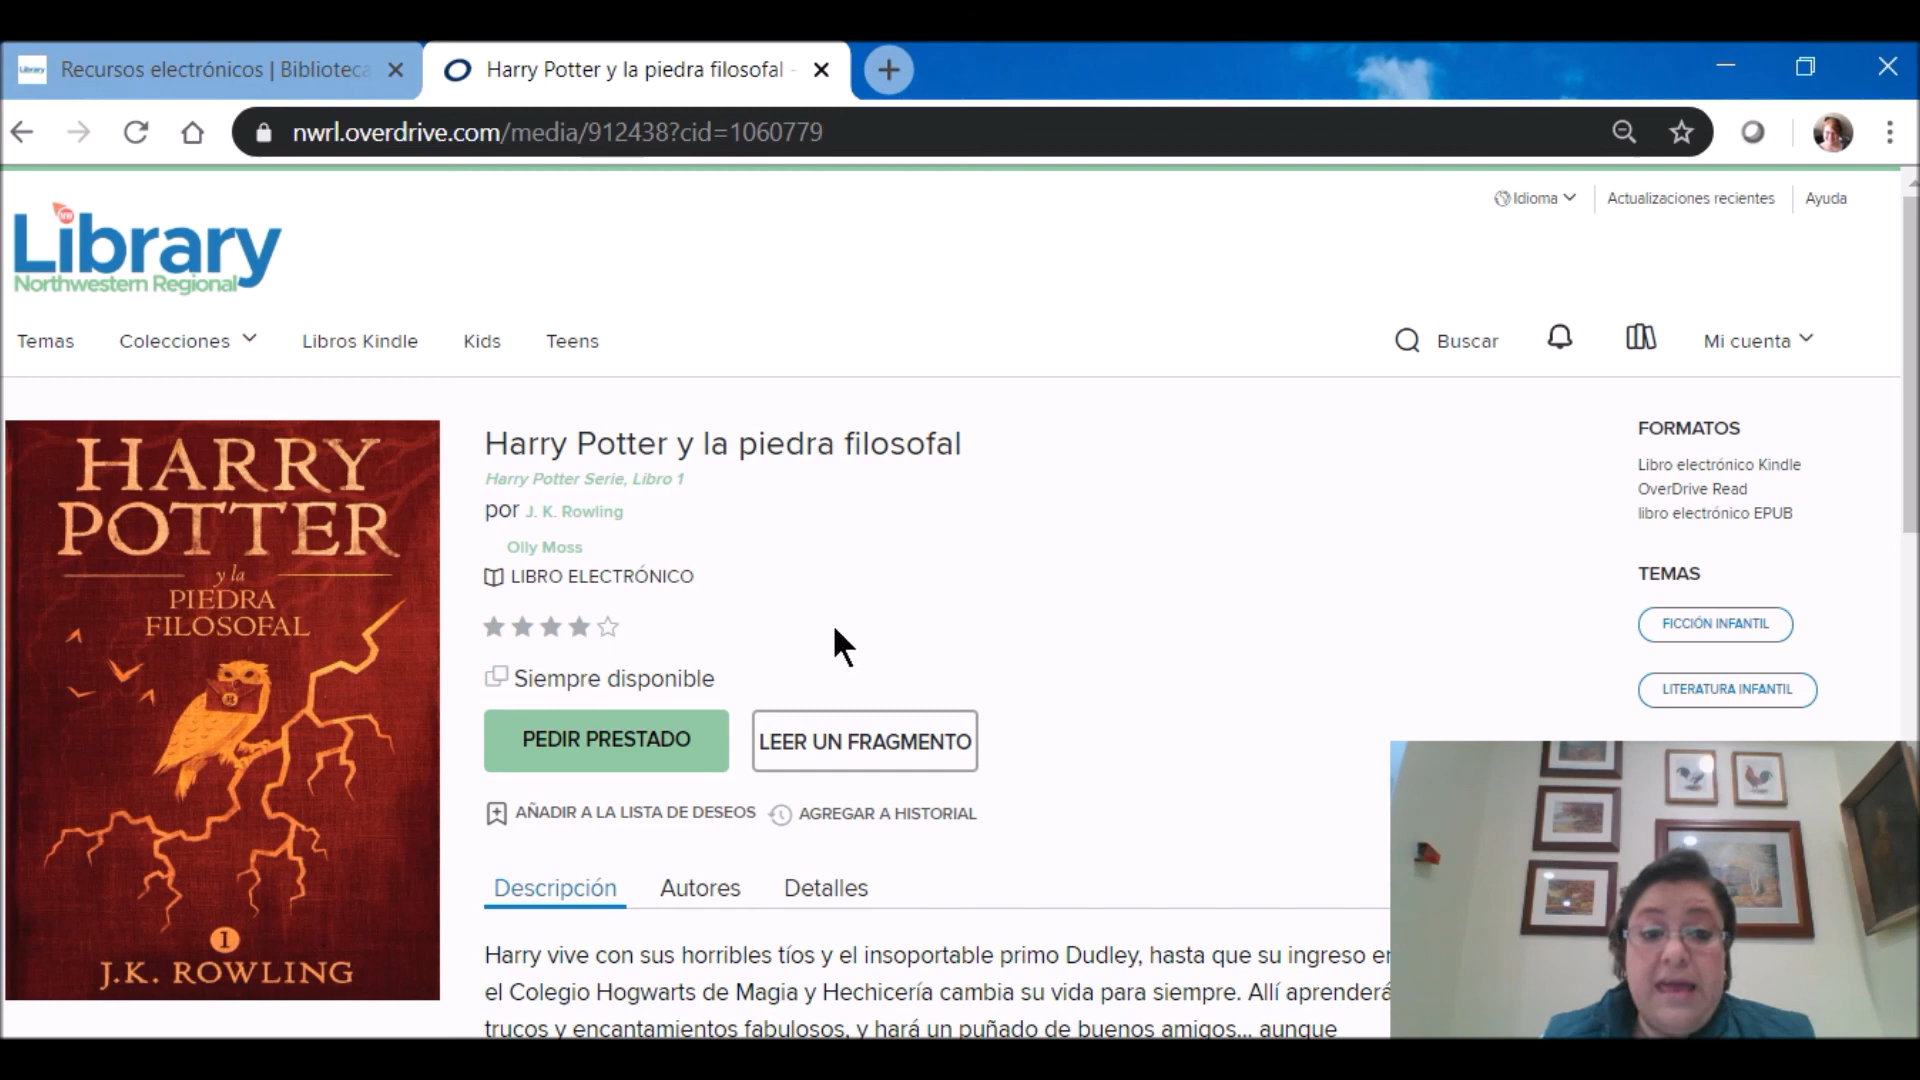 Library
Recursos electrónicos | Biblioteca
Harry Potter y la piedra filosofal -
nwrl.overdrive.com/media/912438?cid=1060779
Idioma
Actualizaciones recientes
Ayuda
NW
Library
Northwestern Regional
Temas
Colecciones
Libros Kindle
Kids
Teens
Buscar
Mi cuenta
HARRY
POTTER
y la
PIEDRA
FILOSOFAL
H
1
J.K. ROWLING
Harry Potter y la piedra filosofal
Harry Potter Serie, Libro 1
por J. K. Rowling
Olly Moss
LIBRO ELECTRÓNICO
Siempre disponible
PEDIR PRESTADO
LEER UN FRAGMENTO
AÑADIR A LA LISTA DE DESEOS
AGREGAR A HISTORIAL
Descripción
Autores
Detalles
Harry vive con sus horribles tíos y el insoportable primo Dudley, hasta que su ingreso en
el Colegio Hogwarts de Magia y Hechicería cambia su vida para siempre. Allí aprenderá
trucos y encantamientos fabulosos, y hará un puñado de buenos amigos... aunque
FORMATOS
Libro electrónico Kindle
OverDrive Read
libro electrónico EPUB
TEMAS
FICCIÓN INFANTIL
LITERATURA INFANTIL